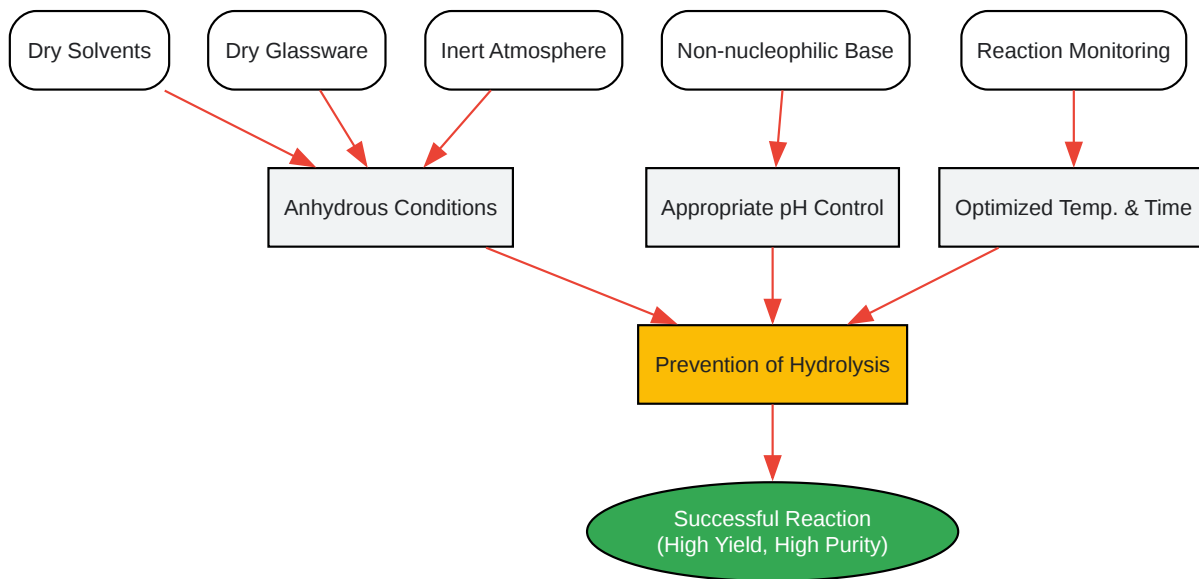 Dry Solvents
Dry Glassware
Inert Atmosphere
Non-nucleophilic Base
Reaction Monitoring
Anhydrous Conditions
Appropriate pH Control
Optimized Temp. & Time
Prevention of Hydrolysis
Successful Reaction
(High Yield, High Purity)